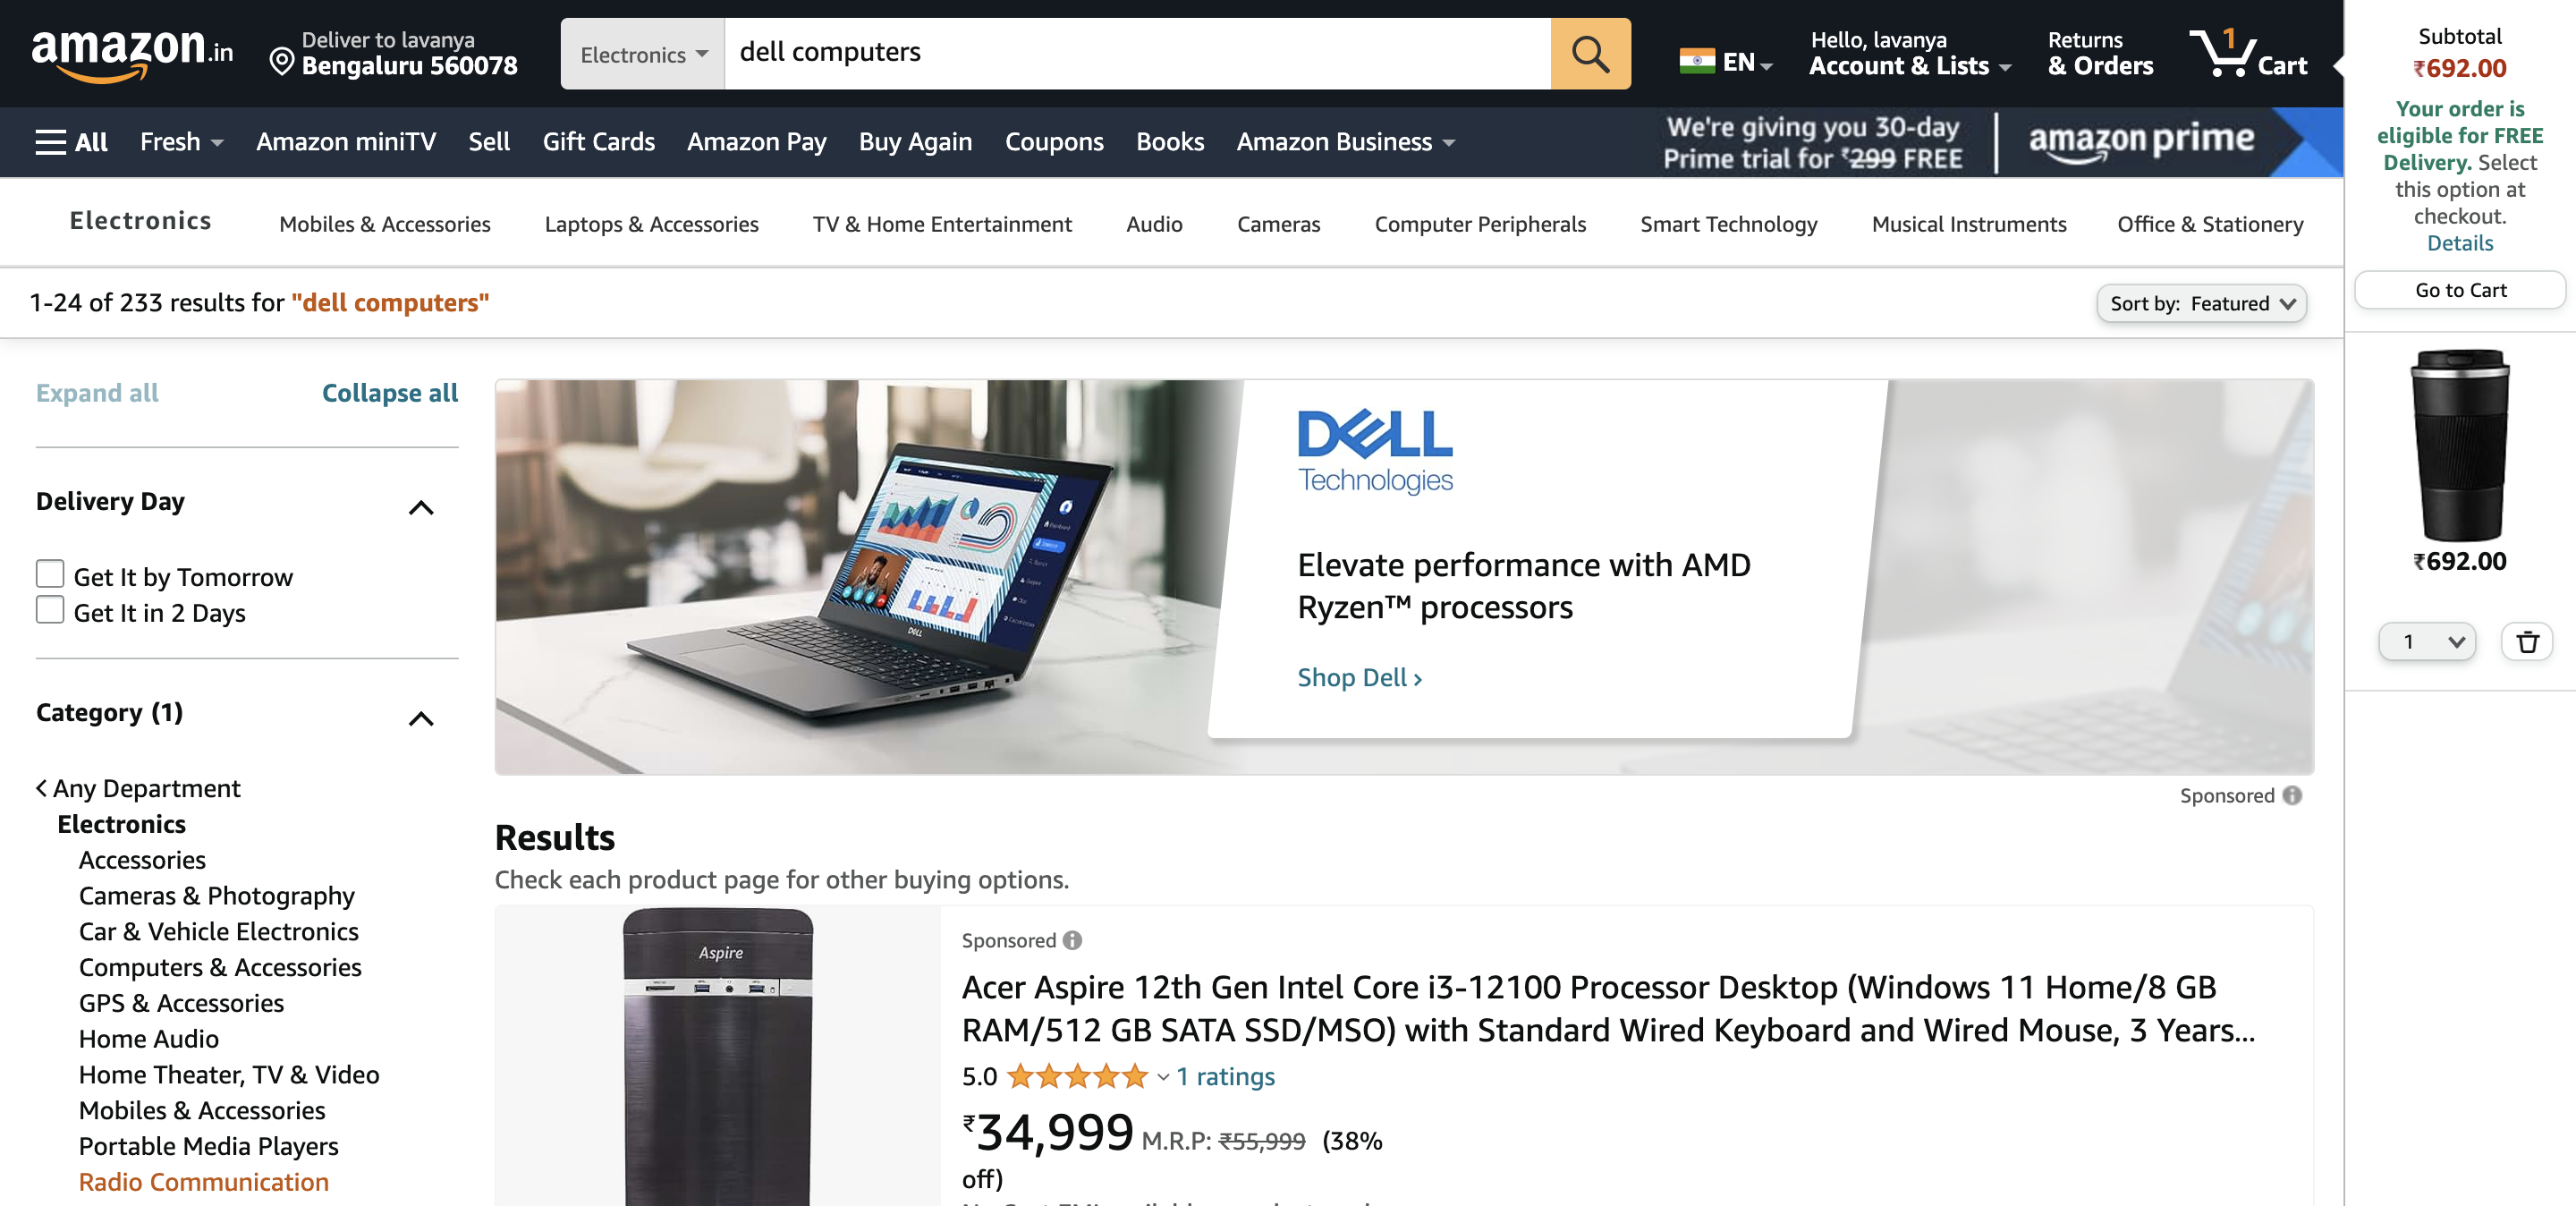 amazon.in
Deliver to lavanya
Bengaluru 560078
Electronics
dell computers
EN
Hello, lavanya
Account & Lists
Returns
& Orders
1
Cart
All
Fresh
Amazon miniTV
Sell
Gift Cards
Amazon Pay
Buy Again
Coupons
Books
Amazon Business
We're giving you 30-day
Prime trial for ₹299 FREE
amazon prime
Electronics
Mobiles & Accessories
Laptops & Accessories
TV & Home Entertainment
Audio
Cameras
Computer Peripherals
Smart Technology
Musical Instruments
Office & Stationery
1-24 of 233 results for "dell computers"
Sort by: Featured
Expand all
Collapse all
Delivery Day
Get It by Tomorrow
Get It in 2 Days
Category (1)
Any Department
Electronics
Accessories
Cameras & Photography
Car & Vehicle Electronics
Computers & Accessories
GPS & Accessories
Home Audio
Home Theater, TV & Video
Mobiles & Accessories
Portable Media Players
Radio Communication
DELL
DELL
Technologies
Elevate performance with AMD
Ryzen™ processors
Shop Dell ›
Sponsored
Results
Check each product page for other buying options.
Aspire
Sponsored
Acer Aspire 12th Gen Intel Core i3-12100 Processor Desktop (Windows 11 Home/8 GB
RAM/512 GB SATA SSD/MSO) with Standard Wired Keyboard and Wired Mouse, 3 Years...
5.0
1 ratings
₹34,999 M.R.P: ₹55,999 (38%
off)
Subtotal
₹692.00
Your order is
eligible for FREE
Delivery. Select
this option at
checkout.
Details
Go to Cart
₹692.00
1